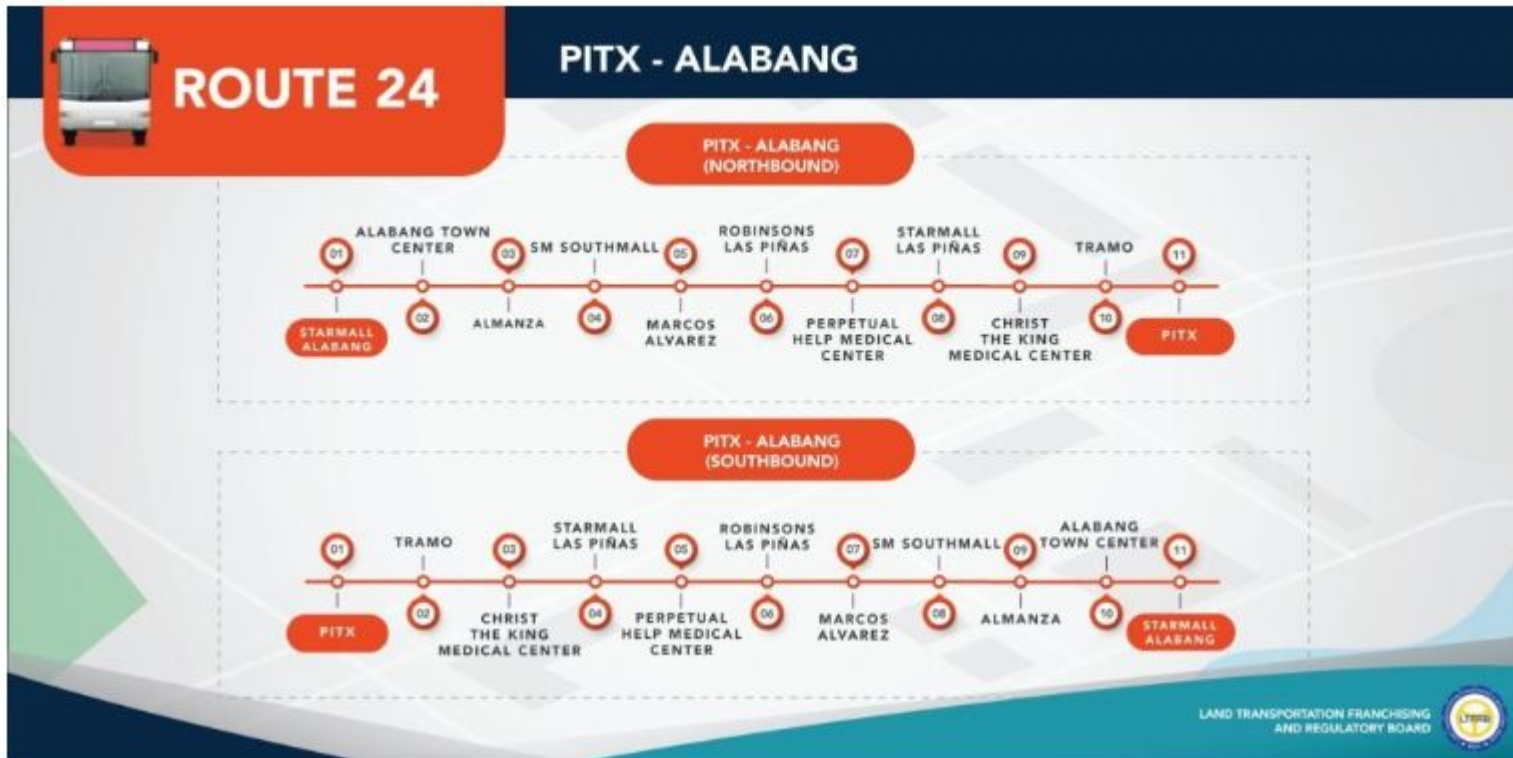 ROUTE 24
PITX - ALABANG
PITX - ALABANG
(NORTHBOUND)
01
STARMALL
ALABANG
ALABANG TOWN
CENTER
02
03
ALMANZA
SM SOUTHMALL
04
05
MARCOS
ALVAREZ
ROBINSONS
LAS PIÑAS
06
07
PERPETUAL
HELP MEDICAL
CENTER
STARMALL
LAS PIÑAS
08
09
CHRIST
THE KING
MEDICAL CENTER
TRAMO
10
11
PITX
PITX - ALABANG
(SOUTHBOUND)
01
PITX
TRAMO
02
03
CHRIST
THE KING
MEDICAL CENTER
STARMALL
LAS PIÑAS
04
05
PERPETUAL
HELP MEDICAL
CENTER
ROBINSONS
LAS PIÑAS
06
07
MARCOS
ALVAREZ
SM SOUTHMALL
08
09
ALMANZA
ALABANG
TOWN CENTER
10
11
STARMALL
ALABANG
LAND TRANSPORTATION FRANCHISING
AND REGULATORY BOARD
LTFRB